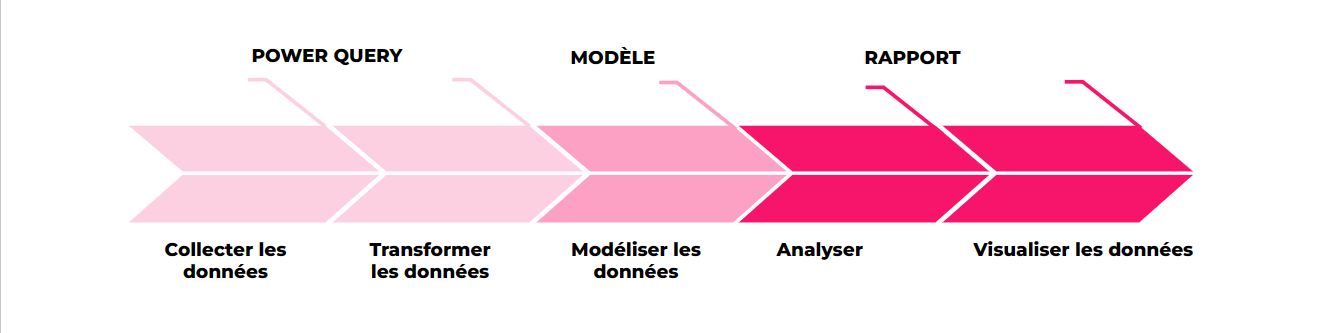 POWER QUERY
MODÈLE
RAPPORT
Collecter les
données
Transformer
les données
Modéliser les
données
Analyser
Visualiser les données